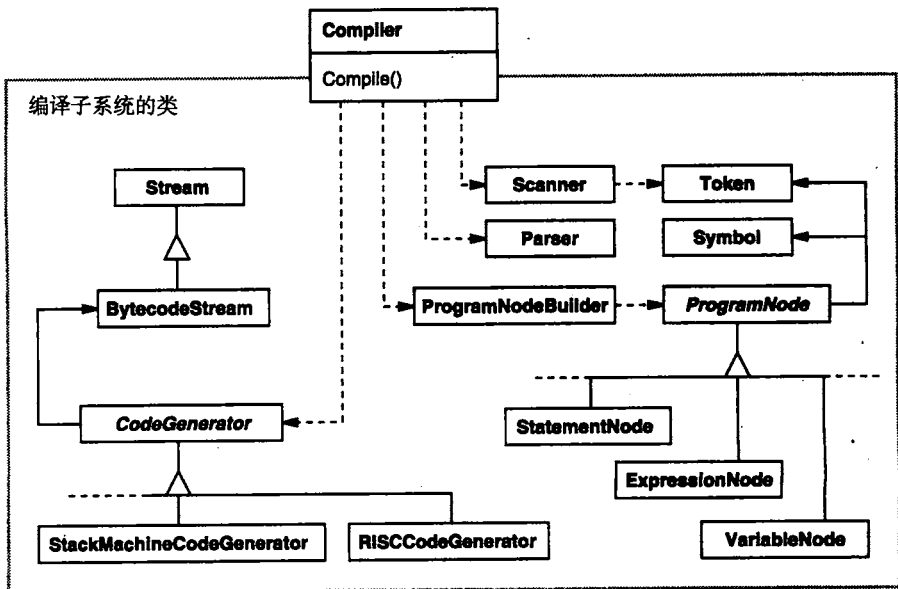 Compiler
Compile()
编译子系统的类
Stream
Scanner
Token
Parser
Symbol
BytecodeStream
ProgramNodeBuilder
ProgramNode
CodeGenerator
StatementNode
ExpressionNode
StackMachineCodeGenerator
RISCCodeGenerator
VariableNode